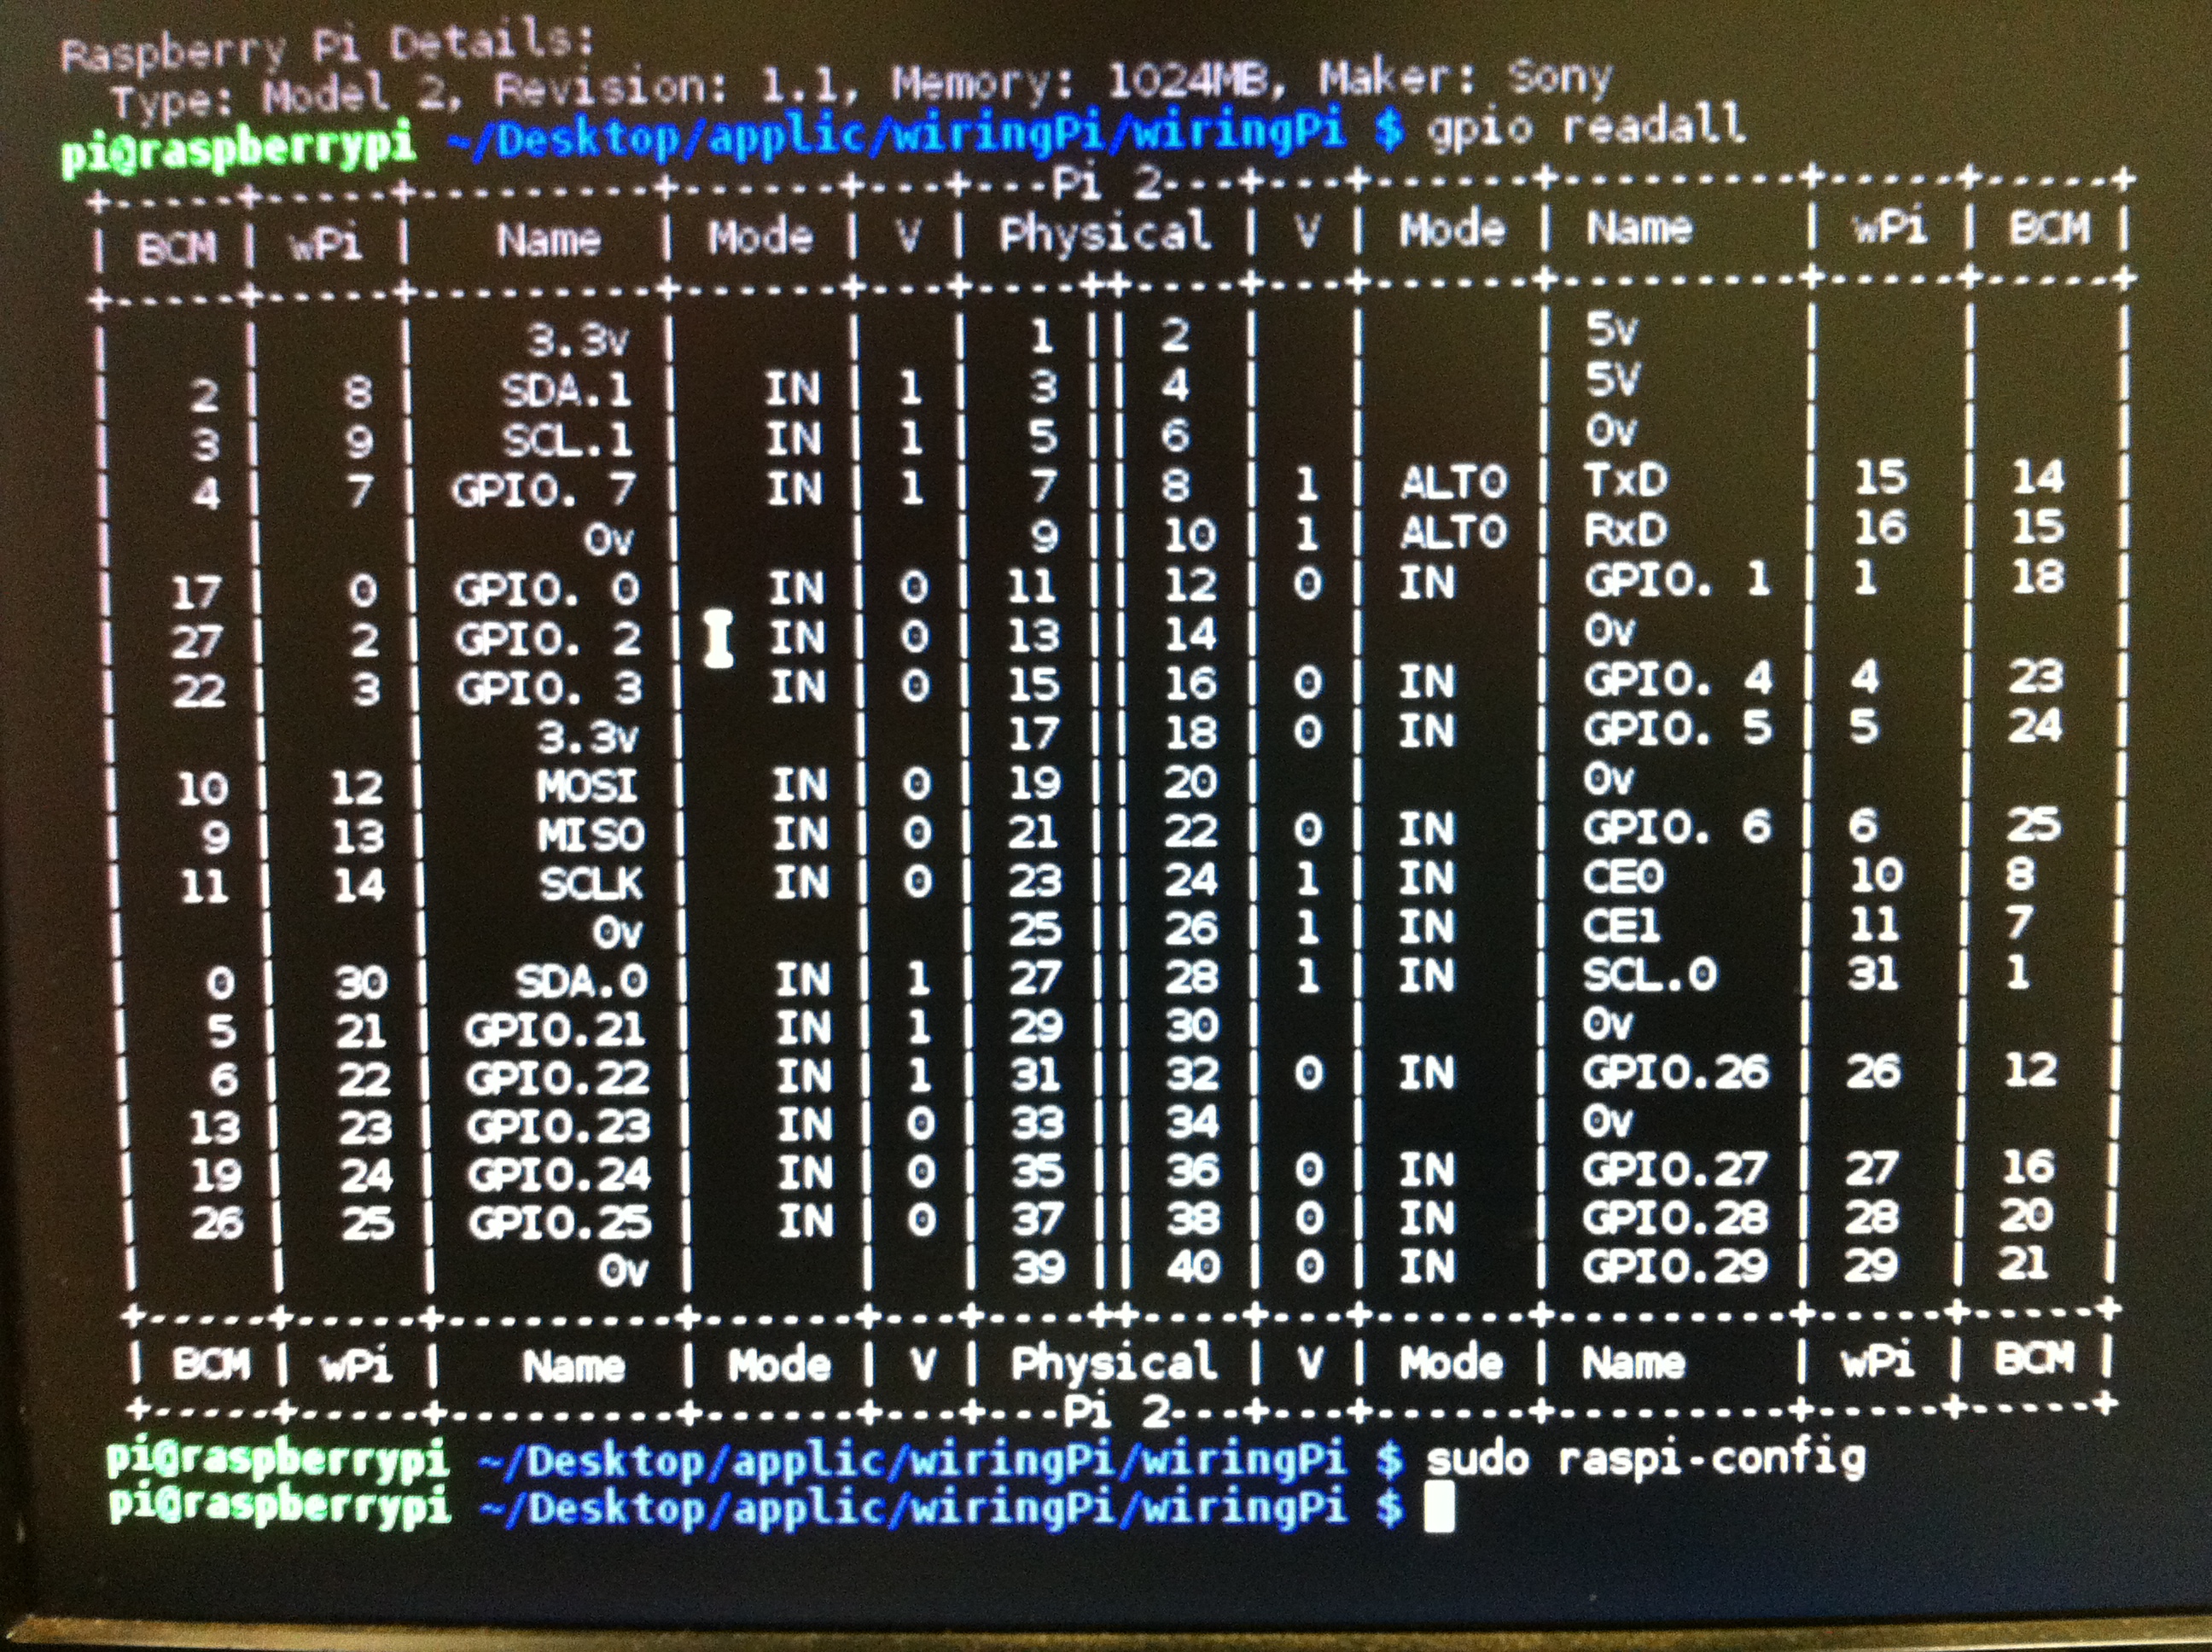 Raspberry Pi Details:
  Type: Model 2, Revision: 1.1, Memory: 1024MB, Maker: Sony
pi@raspberrypi ~/Desktop/applic/wiringPi/wiringPi $ gpio readall
+-----+-----+---------+------+---+---Pi 2---+---+------+---------+-----+-----+
| BCM | wPi |   Name  | Mode | V | Physical | V | Mode | Name    | wPi | BCM |
+-----+-----+---------+------+---+----++----+---+------+---------+-----+-----+
|     |     |    3.3v |      |   |  1 || 2  |   |      | 5v      |     |     |
|   2 |   8 |   SDA.1 |   IN | 1 |  3 || 4  |   |      | 5V      |     |     |
|   3 |   9 |   SCL.1 |   IN | 1 |  5 || 6  |   |      | 0v      |     |     |
|   4 |   7 | GPIO. 7 |   IN | 1 |  7 || 8  | 1 | ALT0 | TxD     | 15  | 14  |
|     |     |      0v |      |   |  9 || 10 | 1 | ALT0 | RxD     | 16  | 15  |
|  17 |   0 | GPIO. 0 |   IN | 0 | 11 || 12 | 0 | IN   | GPIO. 1 | 1   | 18  |
|  27 |   2 | GPIO. 2 |   IN | 0 | 13 || 14 |   |      | 0v      |     |     |
|  22 |   3 | GPIO. 3 |   IN | 0 | 15 || 16 | 0 | IN   | GPIO. 4 | 4   | 23  |
|     |     |    3.3v |      |   | 17 || 18 | 0 | IN   | GPIO. 5 | 5   | 24  |
|  10 |  12 |    MOSI |   IN | 0 | 19 || 20 |   |      | 0v      |     |     |
|   9 |  13 |    MISO |   IN | 0 | 21 || 22 | 0 | IN   | GPIO. 6 | 6   | 25  |
|  11 |  14 |    SCLK |   IN | 0 | 23 || 24 | 1 | IN   | CE0     | 10  | 8   |
|     |     |      0v |      |   | 25 || 26 | 1 | IN   | CE1     | 11  | 7   |
|   0 |  30 |   SDA.0 |   IN | 1 | 27 || 28 | 1 | IN   | SCL.0   | 31  | 1   |
|   5 |  21 | GPIO.21 |   IN | 1 | 29 || 30 |   |      | 0v      |     |     |
|   6 |  22 | GPIO.22 |   IN | 1 | 31 || 32 | 0 | IN   | GPIO.26 | 26  | 12  |
|  13 |  23 | GPIO.23 |   IN | 0 | 33 || 34 |   |      | 0v      |     |     |
|  19 |  24 | GPIO.24 |   IN | 0 | 35 || 36 | 0 | IN   | GPIO.27 | 27  | 16  |
|  26 |  25 | GPIO.25 |   IN | 0 | 37 || 38 | 0 | IN   | GPIO.28 | 28  | 20  |
|     |     |      0v |      |   | 39 || 40 | 0 | IN   | GPIO.29 | 29  | 21  |
+-----+-----+---------+------+---+----++----+---+------+---------+-----+-----+
| BCM | wPi |   Name  | Mode | V | Physical | V | Mode | Name    | wPi | BCM |
+-----+-----+---------+------+---+---Pi 2---+---+------+---------+-----+-----+
pi@raspberrypi ~/Desktop/applic/wiringPi/wiringPi $ sudo raspi-config
pi@raspberrypi ~/Desktop/applic/wiringPi/wiringPi $